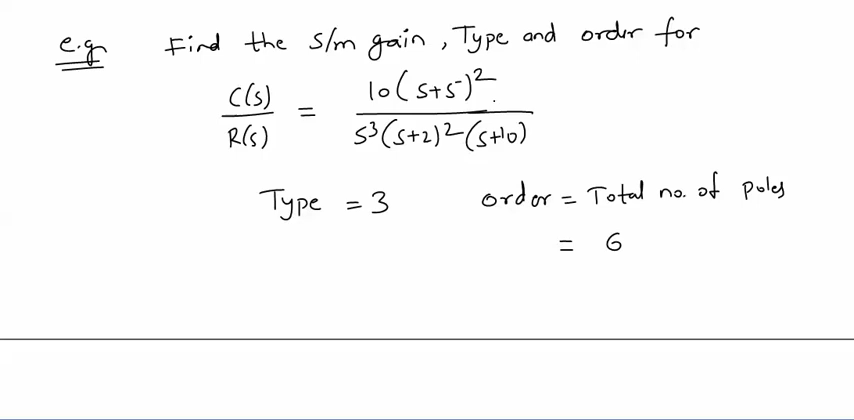 e.g Find the s/m gain, Type and order for
C(s)/R(s) = 10(s+5)²/s³(s+2)²(s+10)
Type = 3 order = Total no. of poles
= 6